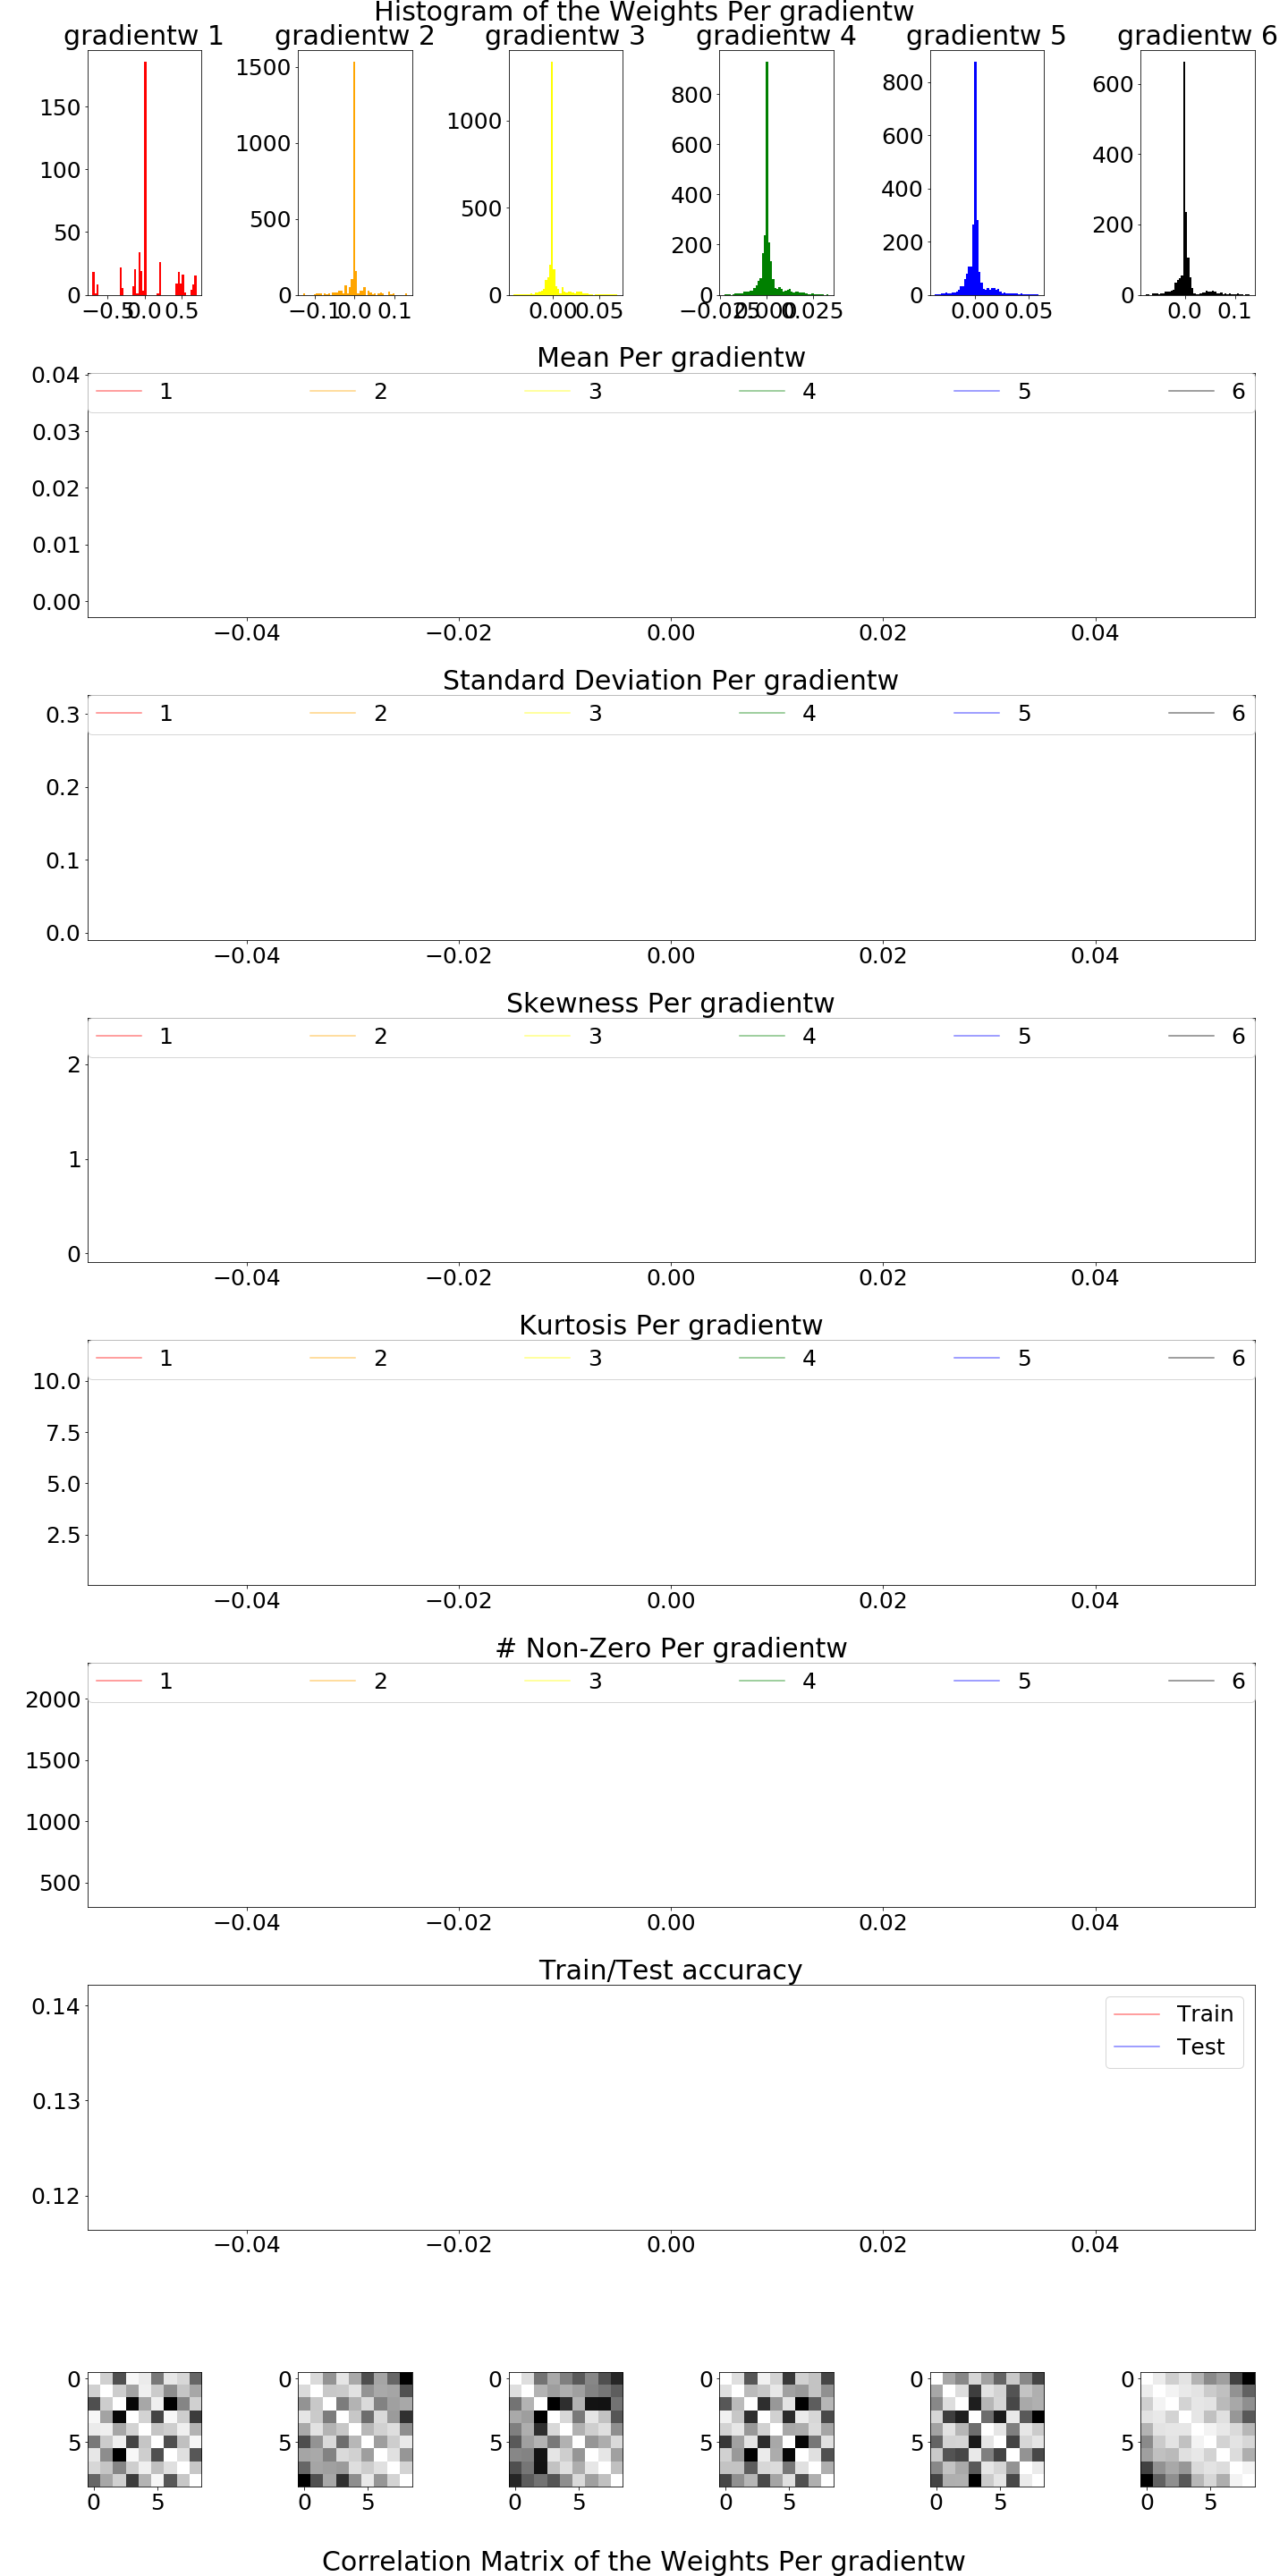 Histogram of the Weights Per gradientw
gradientw 1 gradientw 2 gradientw 3 gradientw 4 gradientw 5 gradientw 6
150
100
50
0
−0.5 0.0 0.5
1500
1000
500
0
−0.1 0.0 0.1
1000
500
0
0.00 0.05
800
600
400
200
0
−0.025 0.000 0.025
800
600
400
200
0
0.00 0.05
600
400
200
0
0.0 0.1
Mean Per gradientw
1 2 3 4 5 6
0.04
0.03
0.02
0.01
0.00
−0.04 −0.02 0.00 0.02 0.04
Standard Deviation Per gradientw
1 2 3 4 5 6
0.3
0.2
0.1
0.0
−0.04 −0.02 0.00 0.02 0.04
Skewness Per gradientw
1 2 3 4 5 6
2
1
0
−0.04 −0.02 0.00 0.02 0.04
Kurtosis Per gradientw
1 2 3 4 5 6
10.0
7.5
5.0
2.5
−0.04 −0.02 0.00 0.02 0.04
# Non-Zero Per gradientw
1 2 3 4 5 6
2000
1500
1000
500
−0.04 −0.02 0.00 0.02 0.04
Train/Test accuracy
Train
Test
0.14
0.13
0.12
−0.04 −0.02 0.00 0.02 0.04
0 0 0 0 0 0
5 5 5 5 5 5
0 5 0 5 0 5 0 5 0 5 0 5
Correlation Matrix of the Weights Per gradientw